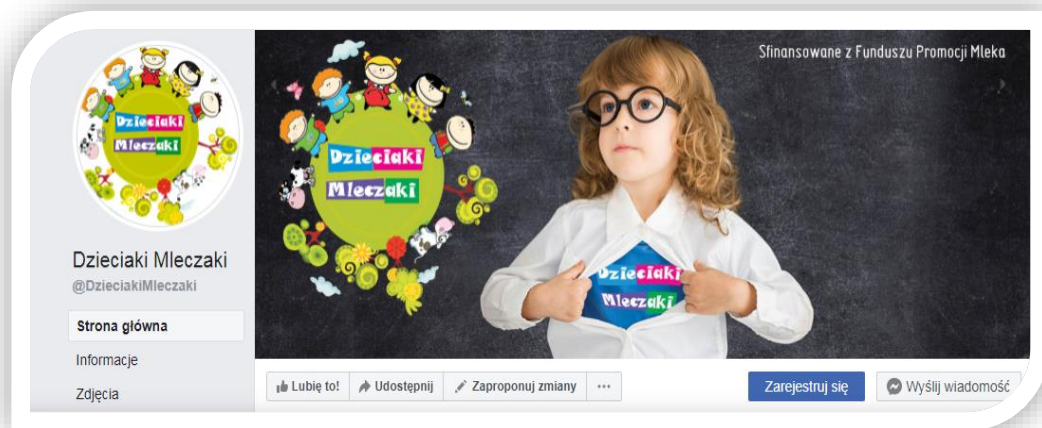 Dzieciaki
Mleczaki
Dzieciaki Mleczaki
@DzieciakiMleczaki
Strona główna
Informacje
Zdjęcia
Sfinansowane z Funduszu Promocji Mleka
Dzieciaki
Mleczaki
Dzieciaki
Mleczaki
Lubię to!
Udostępnij
Zaproponuj zmiany
...
Zarejestruj się
Wyślij wiadomość